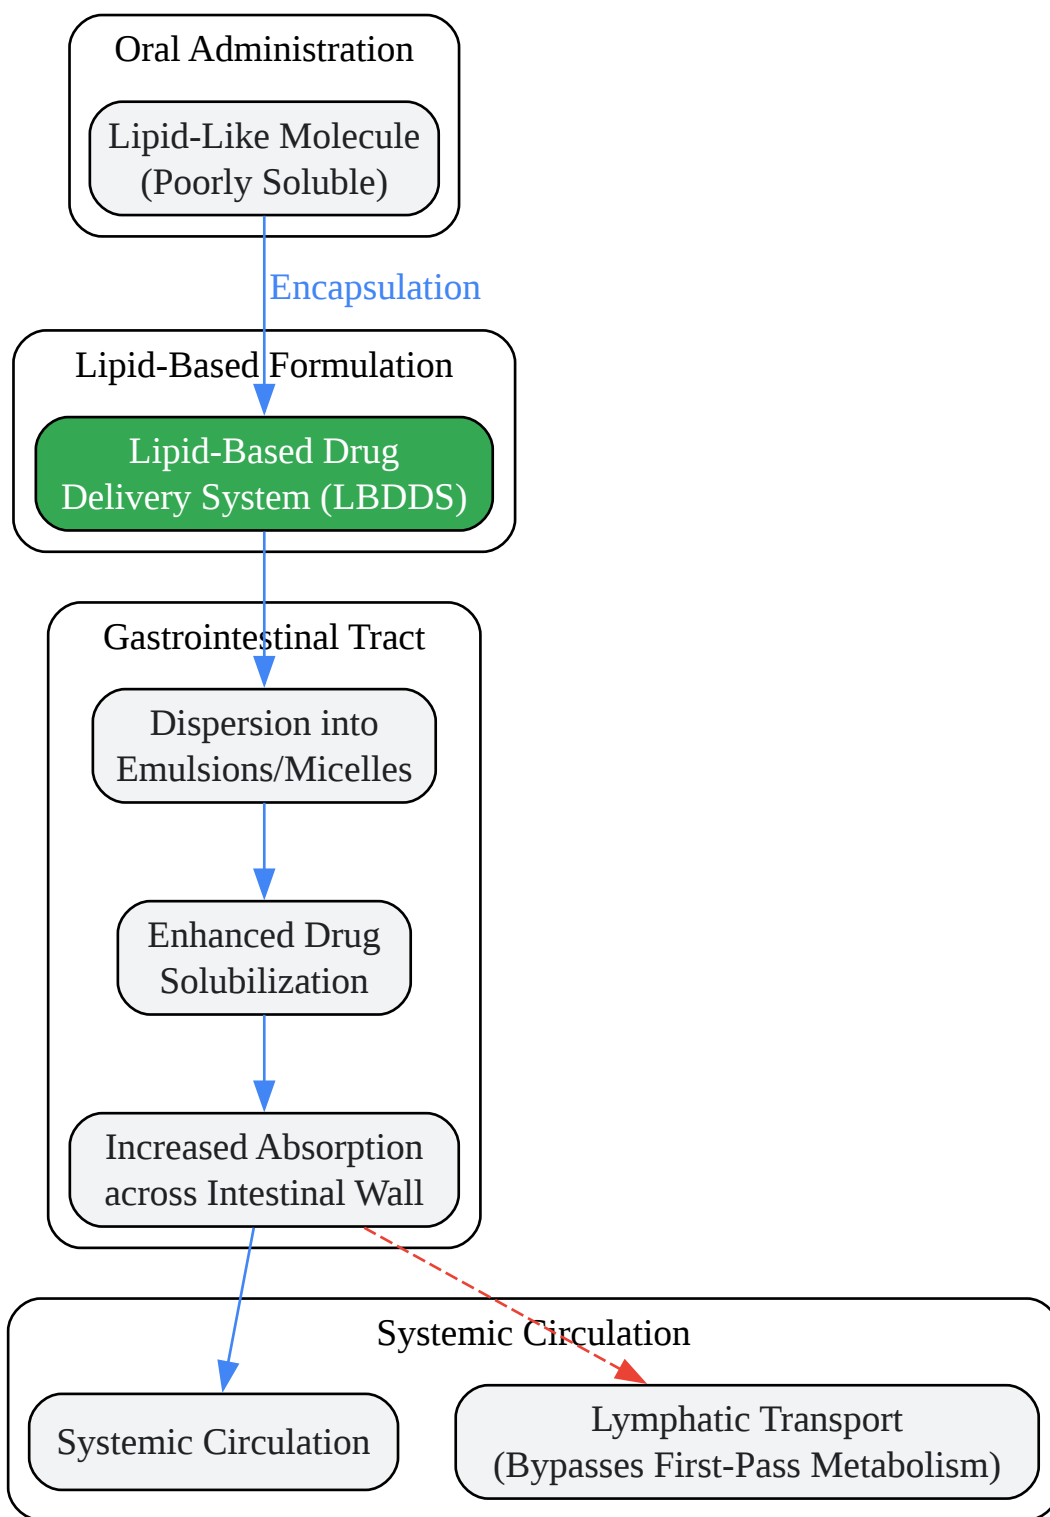 Oral Administration
Lipid-Like Molecule
(Poorly Soluble)
Encapsulation
Lipid-Based Formulation
Lipid-Based Drug
Delivery System (LBDDS)
Gastrointestinal Tract
Dispersion into
Emulsions/Micelles
Enhanced Drug
Solubilization
Increased Absorption
across Intestinal Wall
Systemic Circulation
Systemic Circulation
Lymphatic Transport
(Bypasses First-Pass Metabolism)